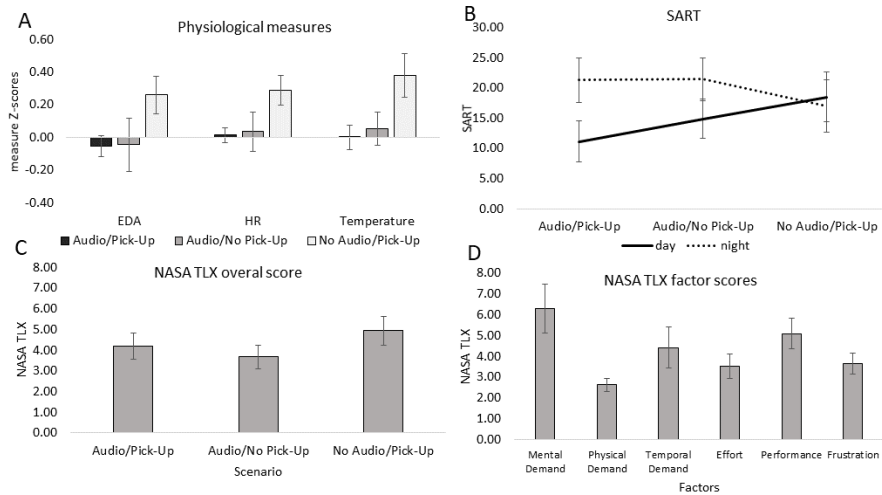 A
Physiological measures
measure Z-scores
0.60
0.40
0.20
0.00
-0.20
-0.40
EDA
HR
Temperature
Audio/Pick-Up
Audio/No Pick-Up
No Audio/Pick-Up
B
SART
SART
30.00
25.00
20.00
15.00
10.00
5.00
0.00
Audio/Pick-Up
Audio/No Pick-Up
No Audio/Pick-Up
day
night
C
NASA TLX overal score
NASA TLX
8.00
7.00
6.00
5.00
4.00
3.00
2.00
1.00
0.00
Audio/Pick-Up
Audio/No Pick-Up
No Audio/Pick-Up
Scenario
D
NASA TLX factor scores
NASA TLX
8.00
7.00
6.00
5.00
4.00
3.00
2.00
1.00
0.00
Mental Demand
Physical Demand
Temporal Demand
Effort
Performance
Frustration
Factors